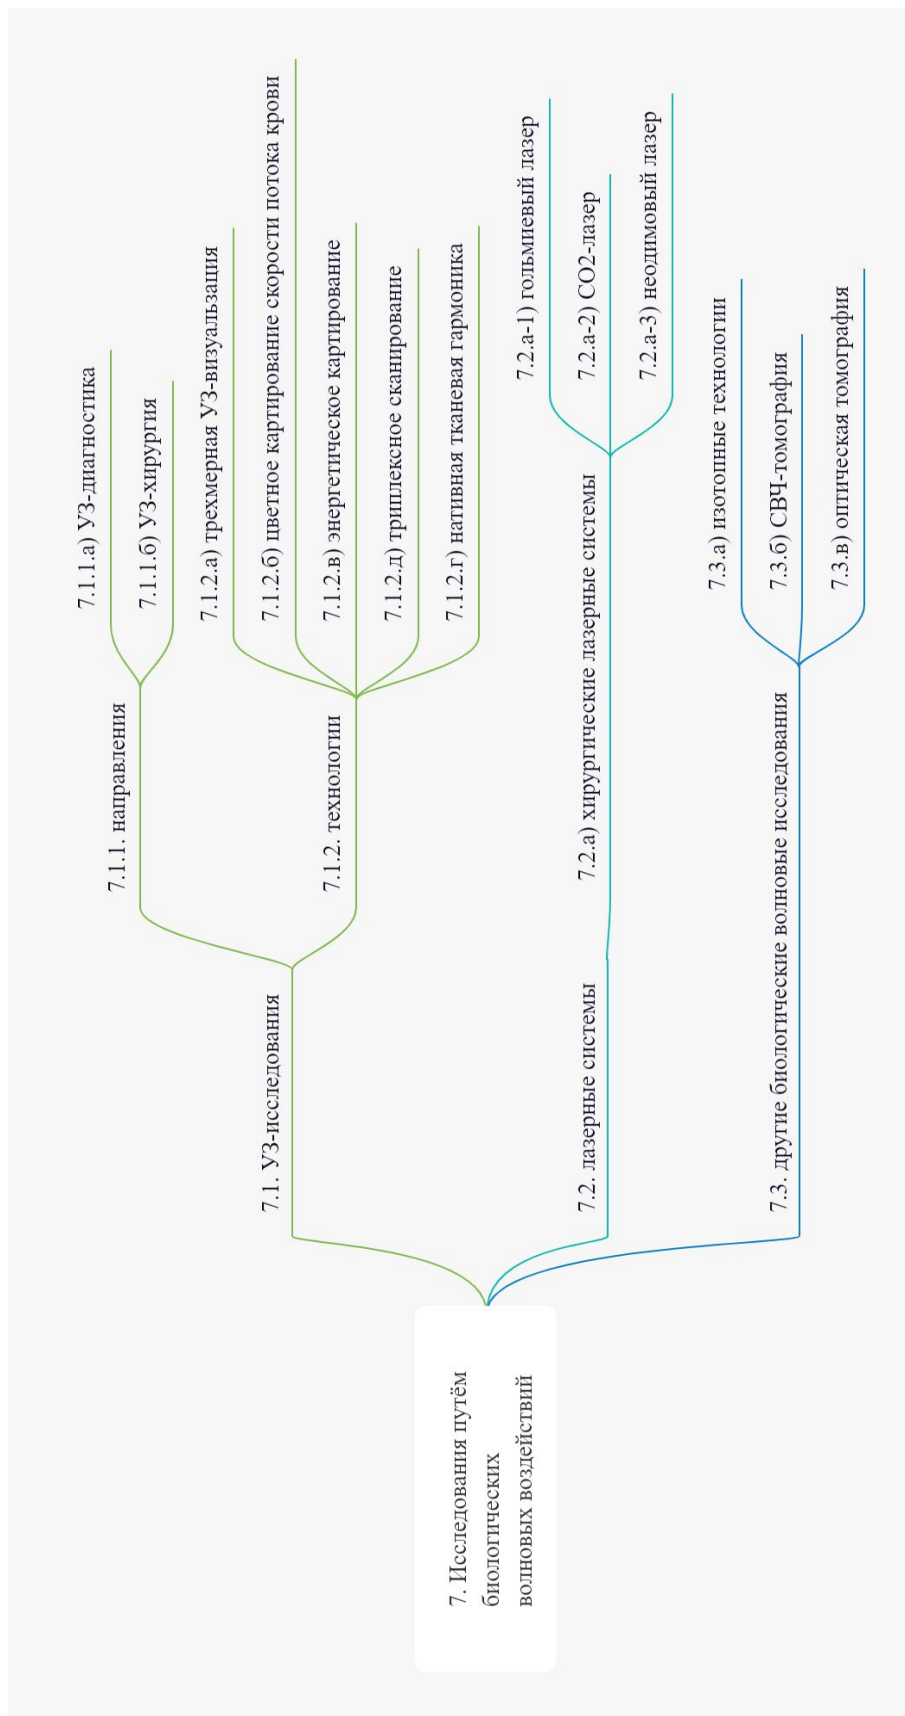 7. Исследования путём
биологических
волновых воздействий
7.1. УЗ-исследования
7.1.1. направления
7.1.1.а) УЗ-диагностика
7.1.1.б) УЗ-хирургия
7.1.2. технологии
7.1.2.а) трехмерная УЗ-визуальзация
7.1.2.б) цветное картирование скорости потока крови
7.1.2.в) энергетическое картирование
7.1.2.д) триплексное сканирование
7.1.2.г) нативная тканевая гармоника
7.2. лазерные системы
7.2.а) хирургические лазерные системы
7.2.а-1) гольмиевый лазер
7.2.а-2) СО2-лазер
7.2.а-3) неодимовый лазер
7.3. другие биологические волновые исследования
7.3.а) изотопные технологии
7.3.б) СВЧ-томография
7.3.в) оптическая томография